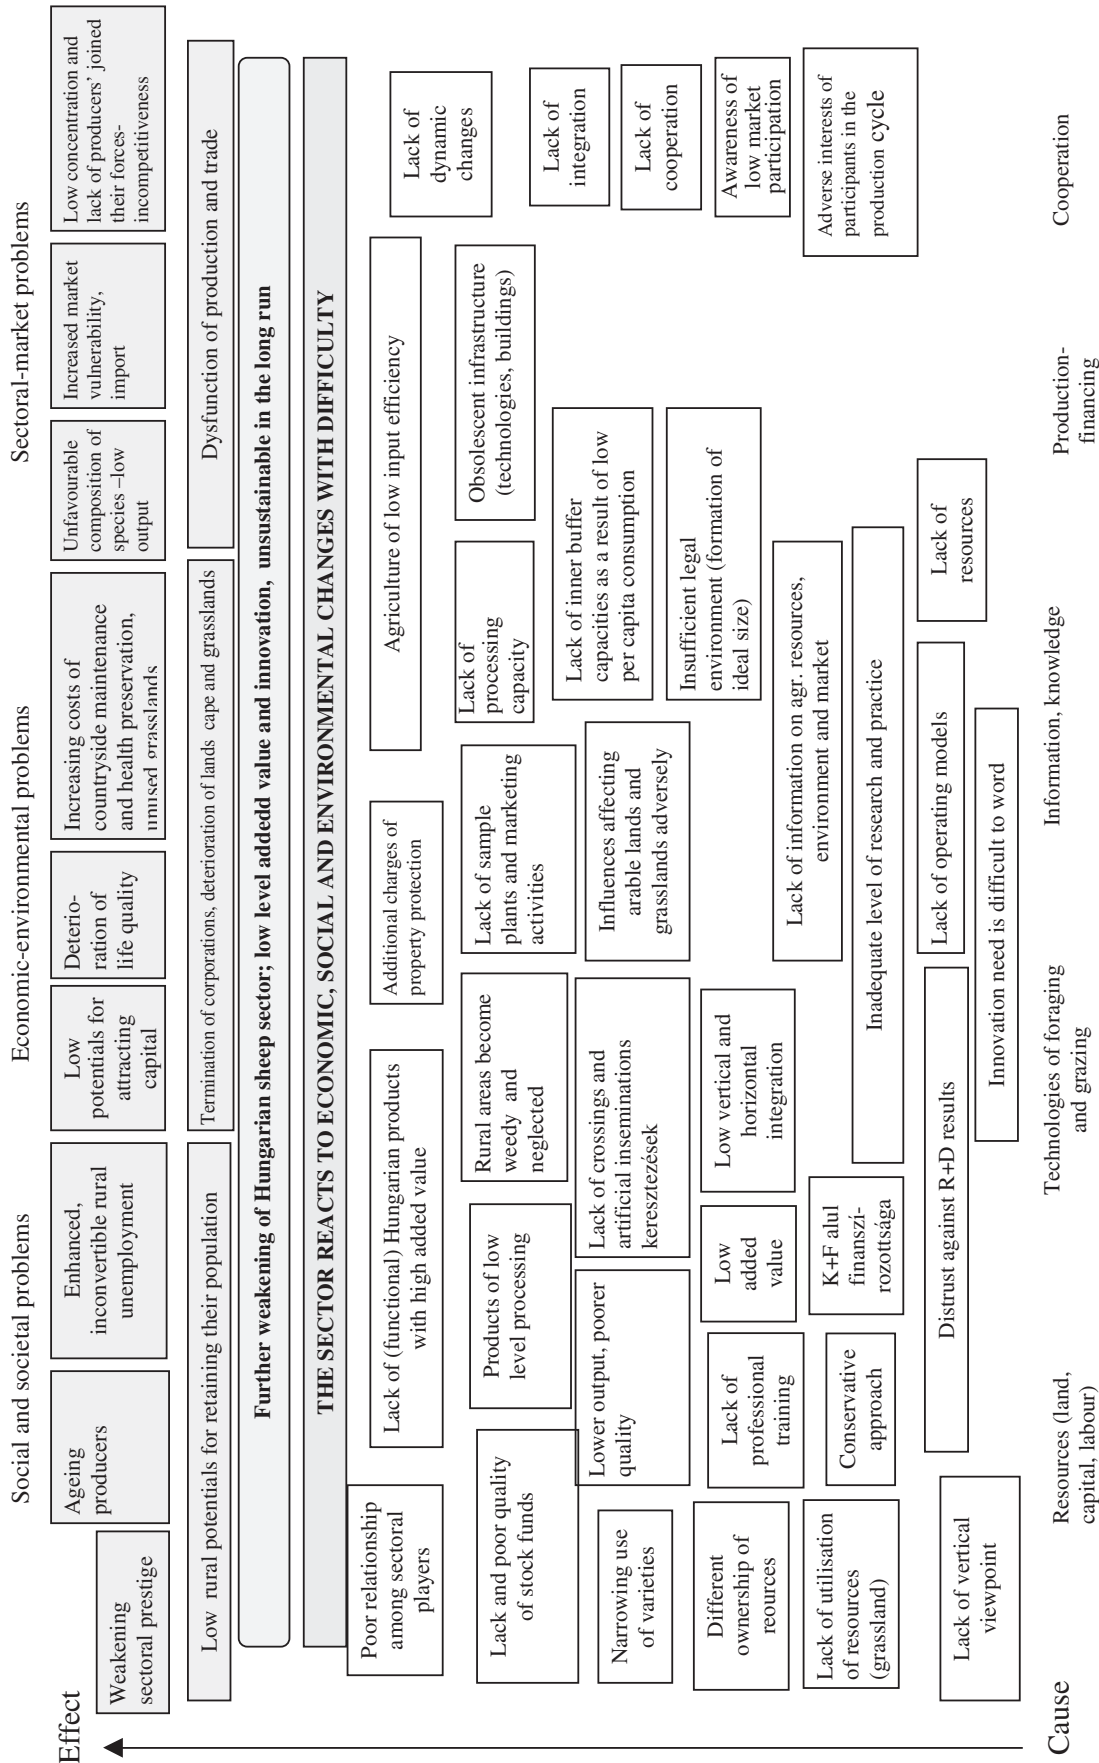 Effect
Social and societal problems
Economic-environmental problems
Sectoral-market problems
Weakening
sectoral prestige
Ageing
producers
Enhanced,
inconvertible rural
unemployment
Low
potentials for
attracting
capital
Deterio-
ration of
life quality
Increasing costs of
countryside maintenance
and health preservation,
unused grasslands
Unfavourable
composition of
species –low
output
Increased market
vulnerability,
import
Low concentration and
lack of producers' joined
their forces-
incompetitiveness
Low rural potentials for retaining their population
Termination of corporations, deterioration of lands cape and grasslands
Dysfunction of production and trade
Further weakening of Hungarian sheep sector; low level addedd value and innovation, unsustainable in the long run
THE SECTOR REACTS TO ECONOMIC, SOCIAL AND ENVIRONMENTAL CHANGES WITH DIFFICULTY
Poor relationship
among sectoral
players
Lack of (functional) Hungarian products
with high added value
Additional charges of
property protection
Agriculture of low input efficiency
Lack of
dynamic
changes
Lack and poor quality
of stock funds
Products of low
level processing
Rural areas become
weedy and
neglected
Lack of sample
plants and marketing
activities
Lack of
processing
capacity
Obsolescent infrastructure
(technologies, buildings)
Lack of
integration
Narrowing use
of varieties
Lower output, poorer
quality
Lack of crossings and
artificial inseminations
keresztezések
Influences affecting
arable lands and
grasslands adversely
Lack of inner buffer
capacities as a result of low
per capita consumption
Lack of
cooperation
Different
ownership of
reources
Lack of
professional
training
Low
added
value
Low vertical and
horizontal
integration
Insufficient legal
environment (formation of
ideal size)
Awareness of
low market
participation
Lack of utilisation
of resources
(grassland)
Conservative
approach
K+F alul
finanszí-
rozottsága
Lack of information on agr. resources,
environment and market
Adverse interests of
participants in the
production cycle
Inadequate level of research and practice
Lack of vertical
viewpoint
Distrust against R+D results
Lack of operating models
Lack of
resources
Innovation need is difficult to word
Cause
Resources (land,
capital, labour)
Technologies of foraging
and grazing
Information, knowledge
Production-
financing
Cooperation